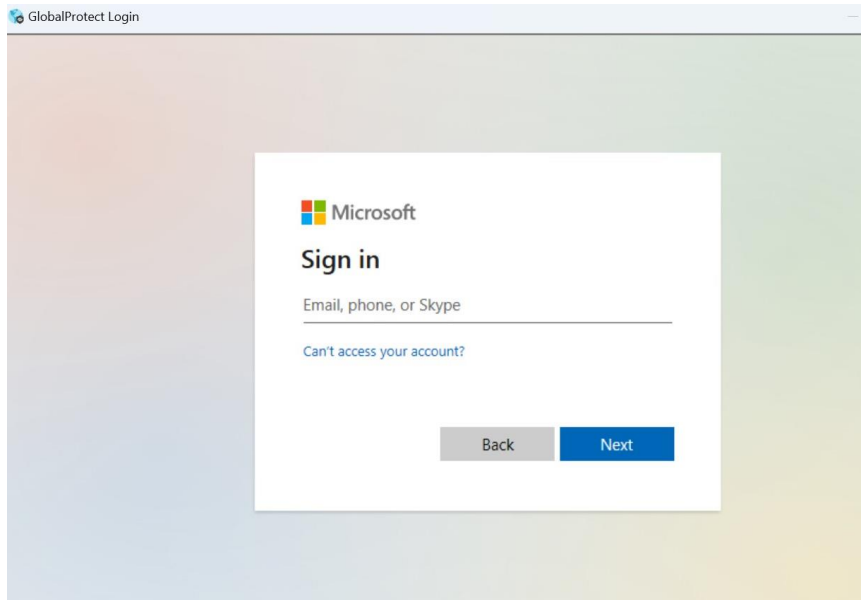 GlobalProtect Login
Microsoft
Sign in
Email, phone, or Skype
Can't access your account?
Back
Next